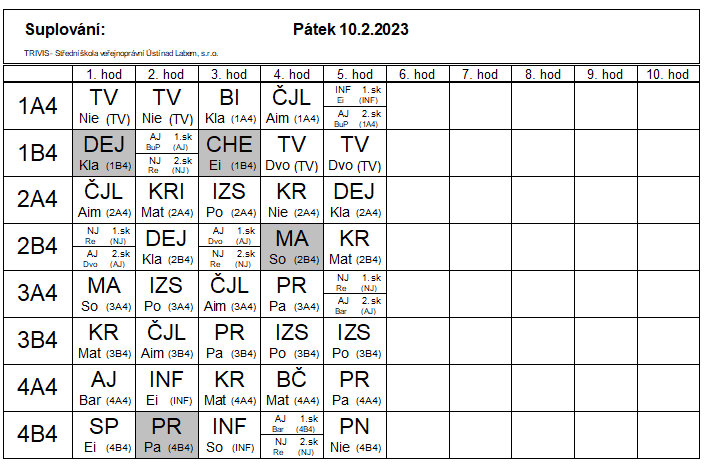 Suplování: Pátek 10.2.2023
TRIVIS - Střední škola veřejnoprávní Ústí nad Labem, s.r.o.
1. hod 2. hod 3. hod 4. hod 5. hod 6. hod 7. hod 8. hod 9. hod 10. hod
1A4
TV TV BI ČJL INF 1.sk
Ei (INF)
Nie (TV) Nie (TV) Kla (1A4) Aim (1A4) AJ 2.sk
BuP (1A4)
1B4
DEJ AJ 1.sk CHE TV TV
BuP (AJ)
Kla (1B4) NJ 2.sk Ei (1B4) Dvo (TV) Dvo (TV)
Re (NJ)
2A4
ČJL KRI IZS KR DEJ
Aim (2A4) Mat (2A4) Po (2A4) Nie (2A4) Kla (2A4)
2B4
NJ 1.sk DEJ AJ 1.sk MA KR
Re (NJ) Dvo (AJ)
AJ 2.sk Kla (2B4) NJ 2.sk So (2B4) Mat (2B4)
Dvo (AJ) Re (NJ)
3A4
MA IZS ČJL PR NJ 1.sk
Re (NJ)
So (3A4) Po (3A4) Aim (3A4) Pa (3A4) AJ 2.sk
Bar (AJ)
3B4
KR ČJL PR IZS IZS
Mat (3B4) Aim (3B4) Pa (3B4) Po (3B4) Po (3B4)
4A4
AJ INF KR BČ PR
Bar (4A4) Ei (INF) Mat (4A4) Mat (4A4) Pa (4A4)
4B4
SP PR INF AJ 1.sk PN
Bar (4B4)
Ei (4B4) Pa (4B4) So (INF) NJ 2.sk Nie (4B4)
Re (NJ)